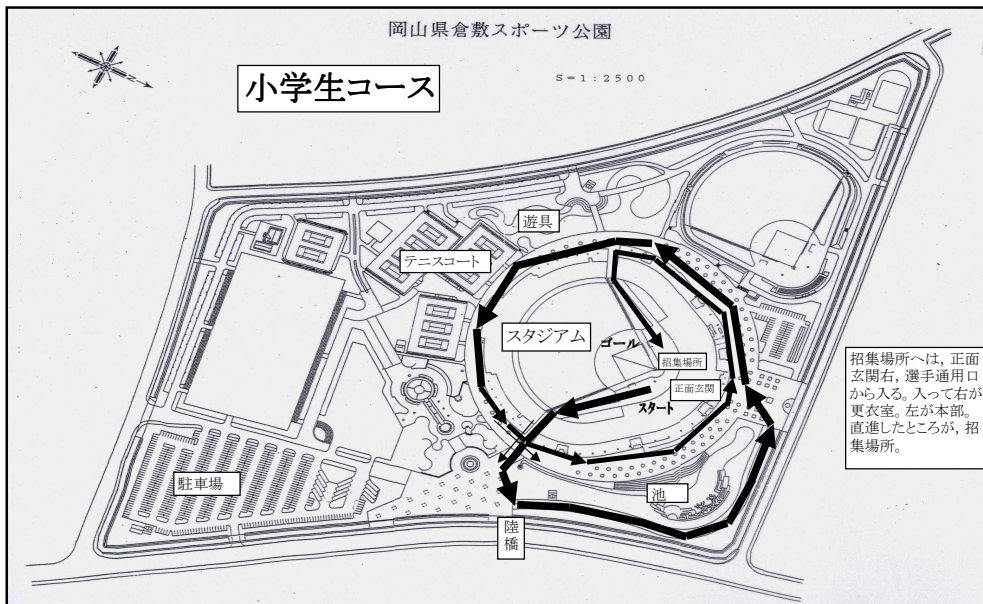 岡山県倉敷スポーツ公園
S=1:2500
小学生コース
遊具
テニスコート
スタジアム
ゴール
招集場所
正面玄関
スタート
招集場所へは，正面
玄関右，選手通用口
から入る。入って右が
更衣室。左が本部。
直進したところが，招
集場所。
駐車場
池
陸
橋